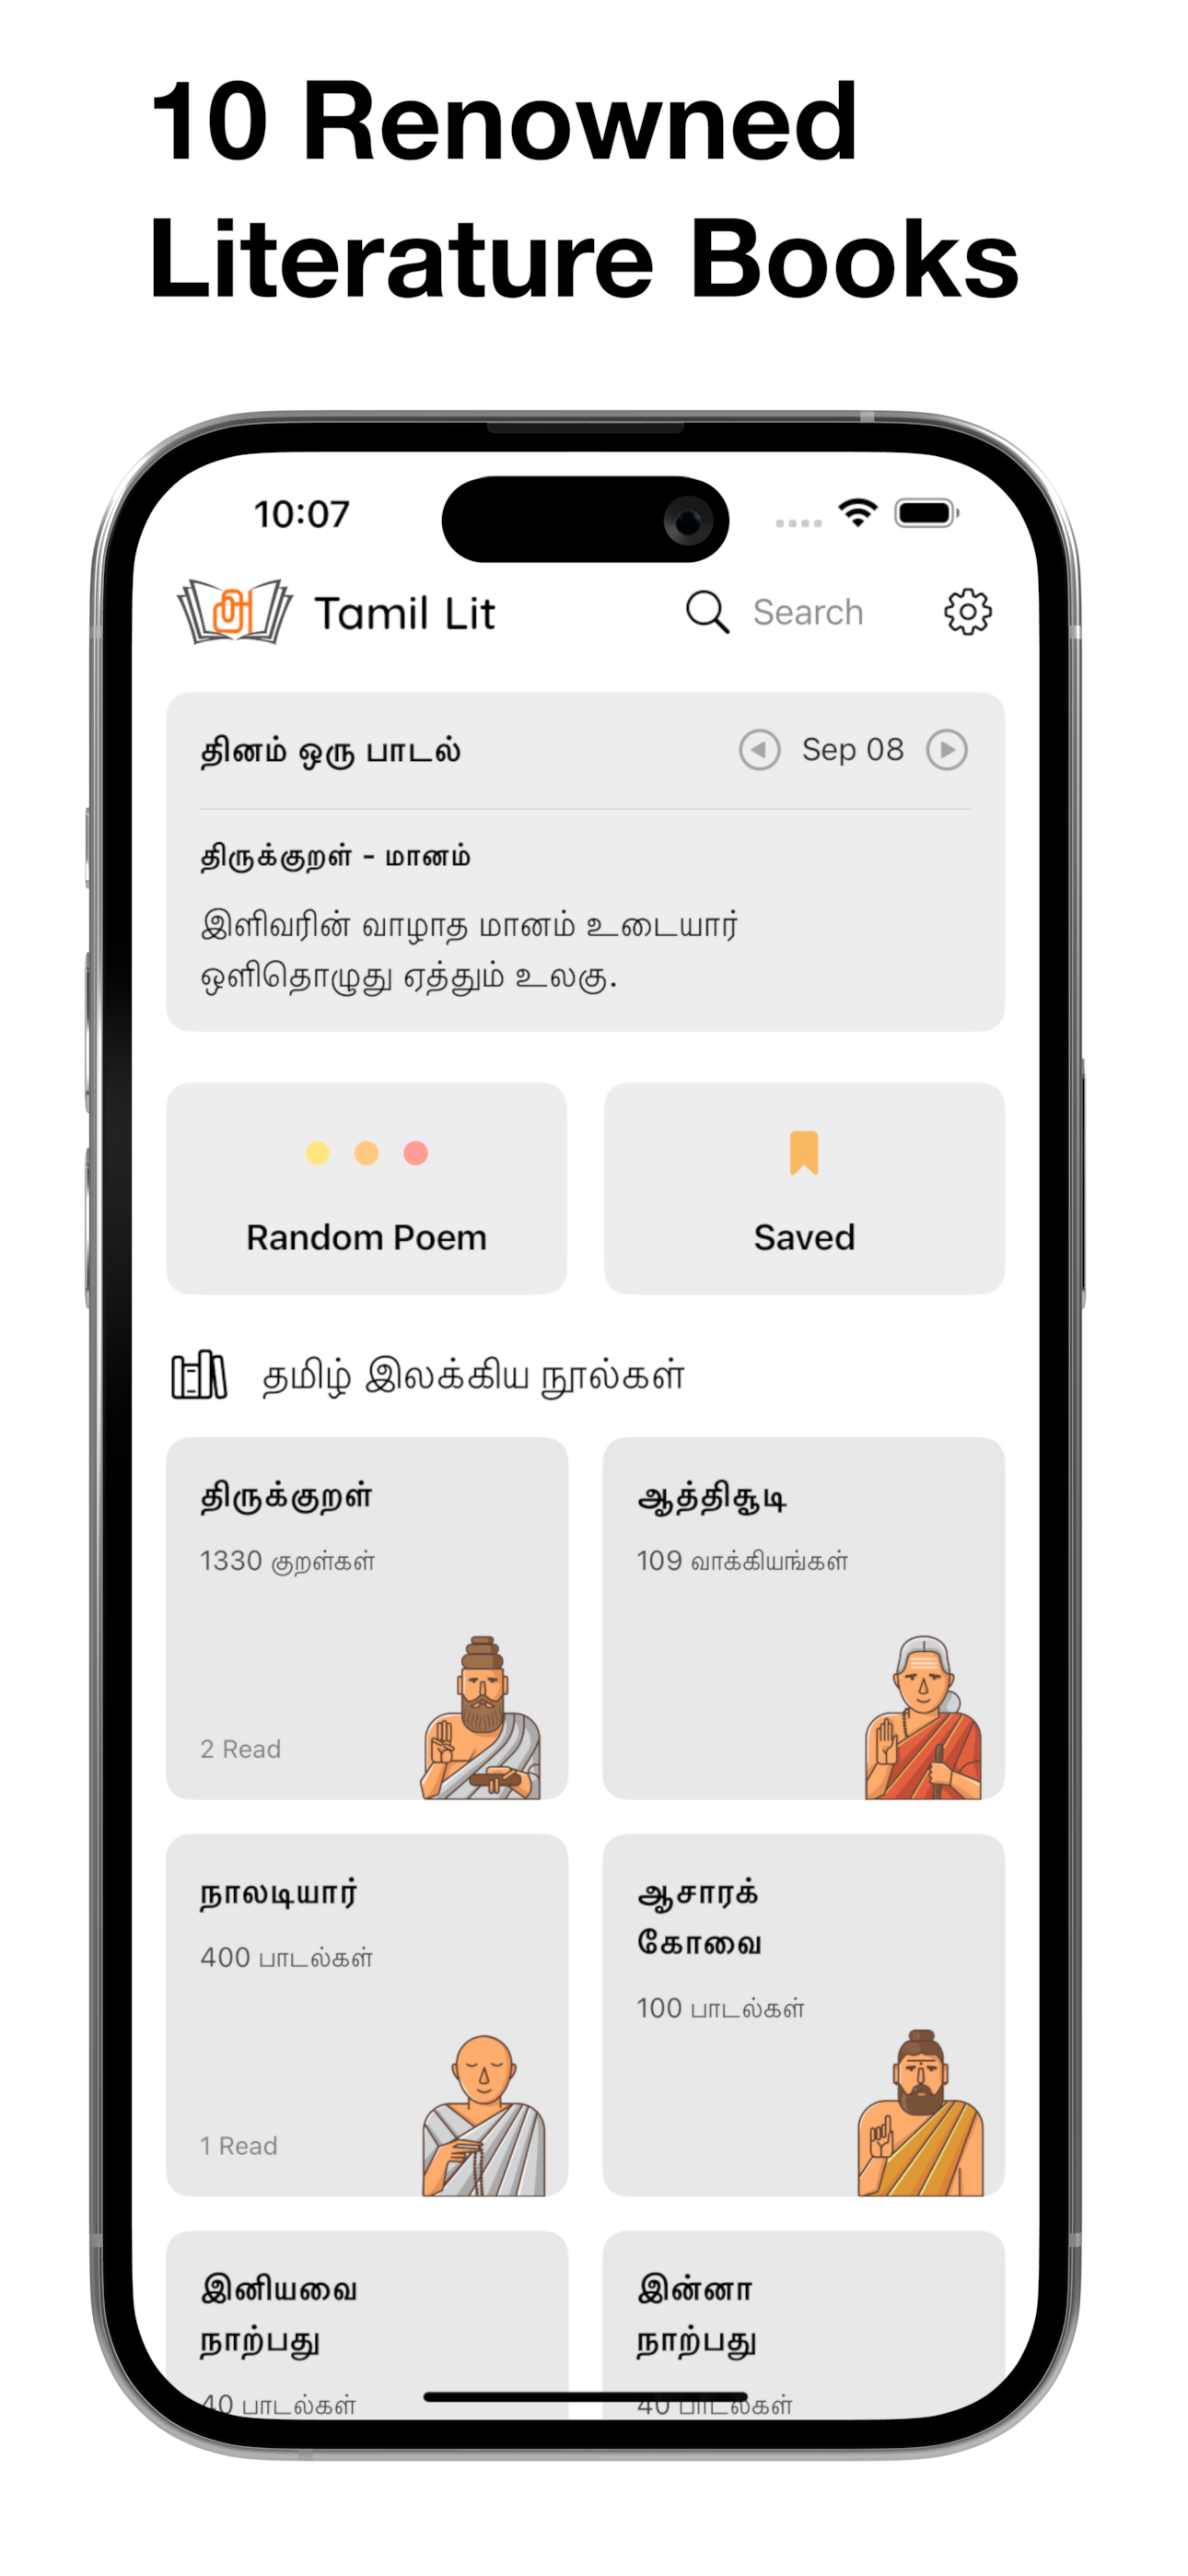 10 Renowned
Literature Books
10:07
அ
Tamil Lit
Search
தினம் ஒரு பாடல்
Sep 08
திருக்குறள் - மானம்
இளிவரின் வாழாத மானம் உடையார்
ஒளிதொழுது ஏத்தும் உலகு.
Random Poem
Saved
தமிழ் இலக்கிய நூல்கள்
திருக்குறள்
1330 குறள்கள்
2 Read
ஆத்திசூடி
109 வாக்கியங்கள்
நாலடியார்
400 பாடல்கள்
1 Read
ஆசாரக்
கோவை
100 பாடல்கள்
இனியவை
நாற்பது
40 பாடல்கள்
இன்னா
நாற்பது
40 பாடல்கள்